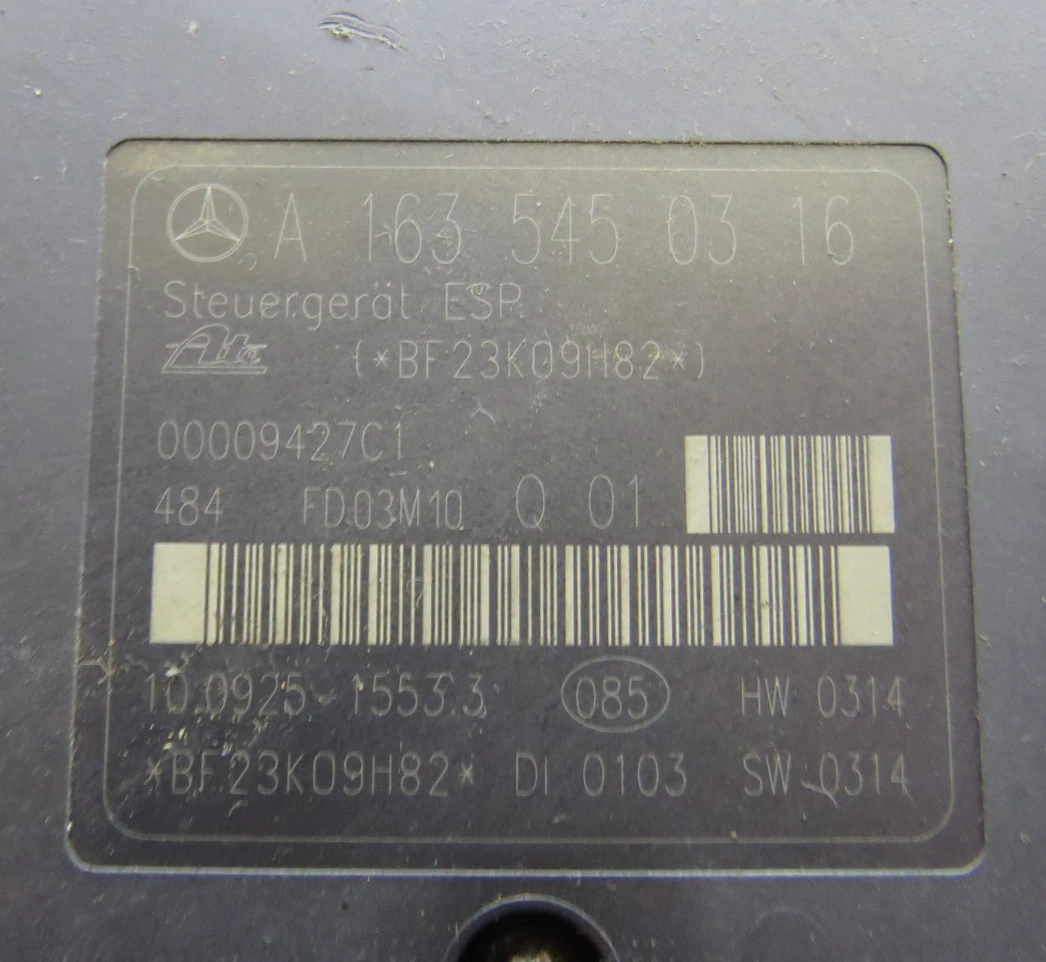 A 163 545 03 16
Steuergerät ESP
Ate (*BF23K09H82*)
00009427C1
484 FD03M10 Q 01
10.0925-1553.3 085 HW 0314
*BF23K09H82* DI 0103 SW 0314